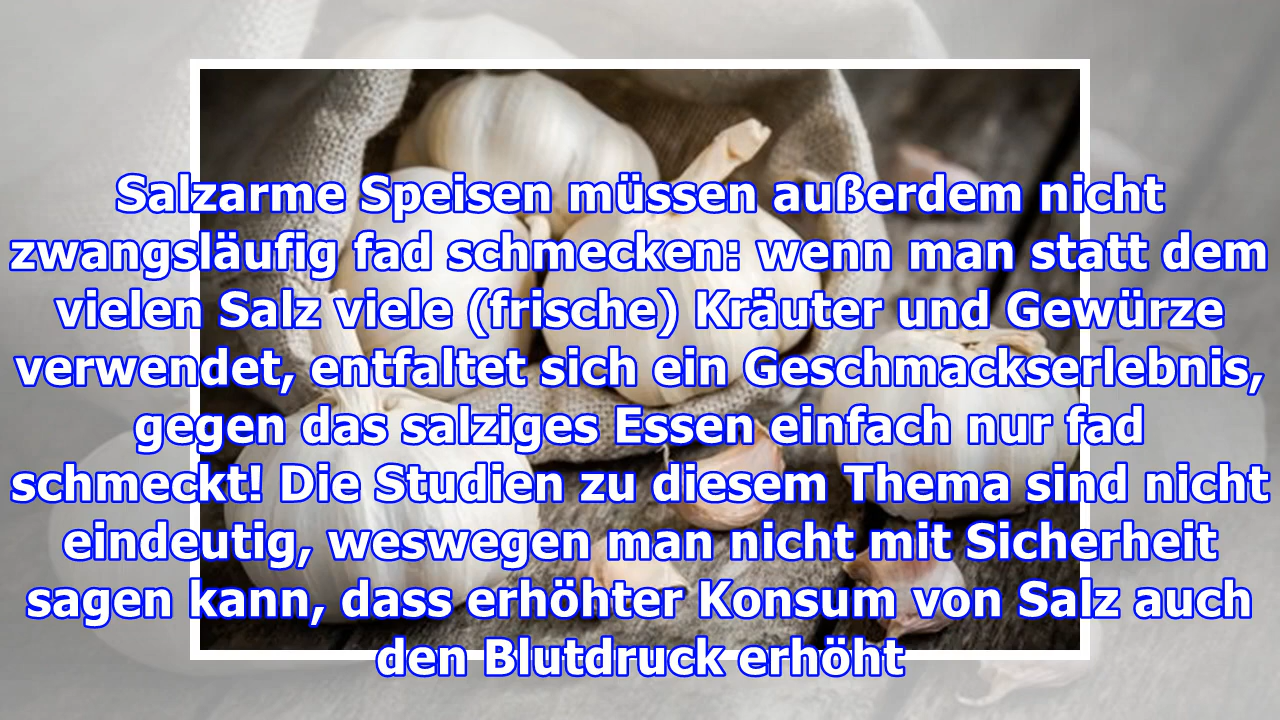 Salzarme Speisen müssen außerdem nicht
zwangsläufig fad schmecken: wenn man statt dem
vielen Salz viele (frische) Kräuter und Gewürze
verwendet, entfaltet sich ein Geschmackserlebnis,
gegen das salziges Essen einfach nur fad
schmeckt! Die Studien zu diesem Thema sind nicht
eindeutig, weswegen man nicht mit Sicherheit
sagen kann, dass erhöhter Konsum von Salz auch
den Blutdruck erhöht